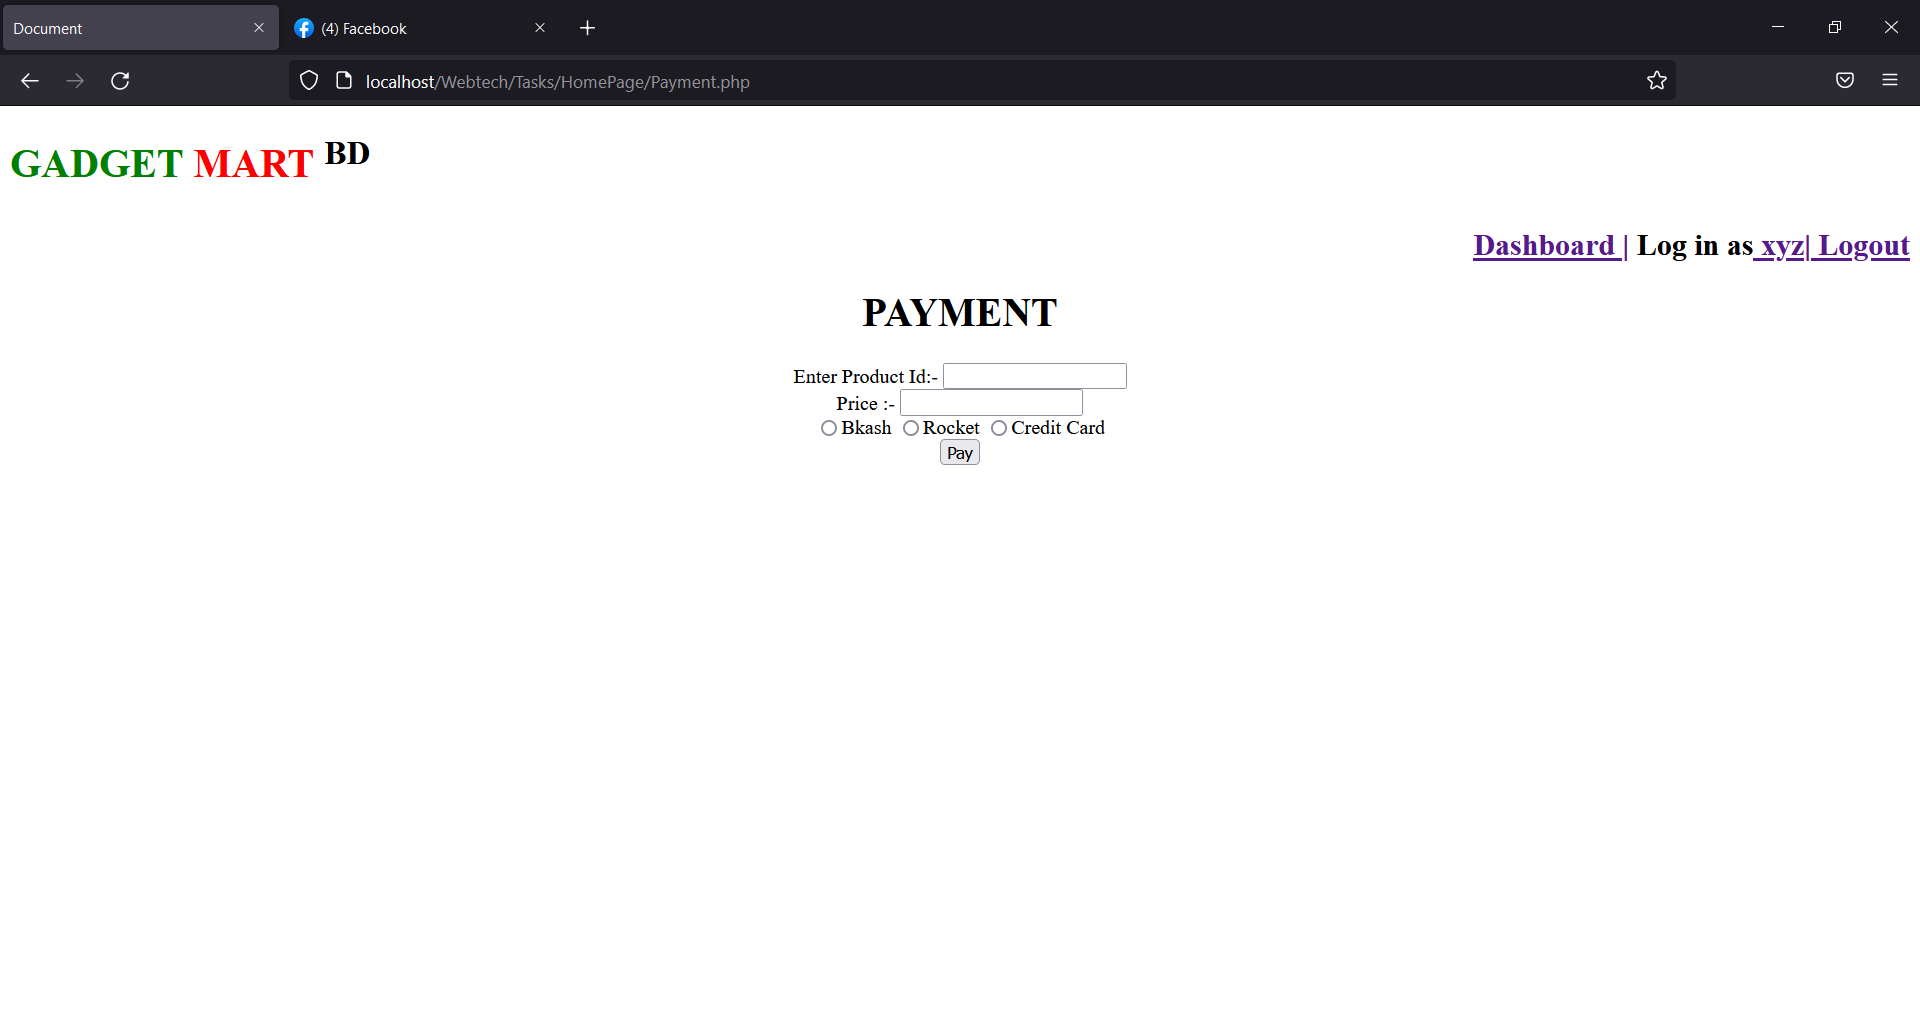 Document
(4) Facebook
localhost/Webtech/Tasks/HomePage/Payment.php
GADGET MART BD
Dashboard | Log in as xyz| Logout
PAYMENT
Enter Product Id:-
Price :-
Bkash Rocket Credit Card
Pay